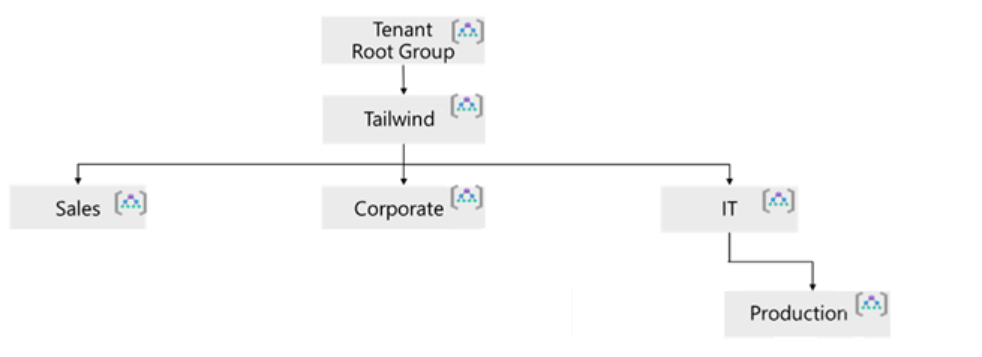 Tenant
Root Group
Tailwind
Sales
Corporate
IT
Production